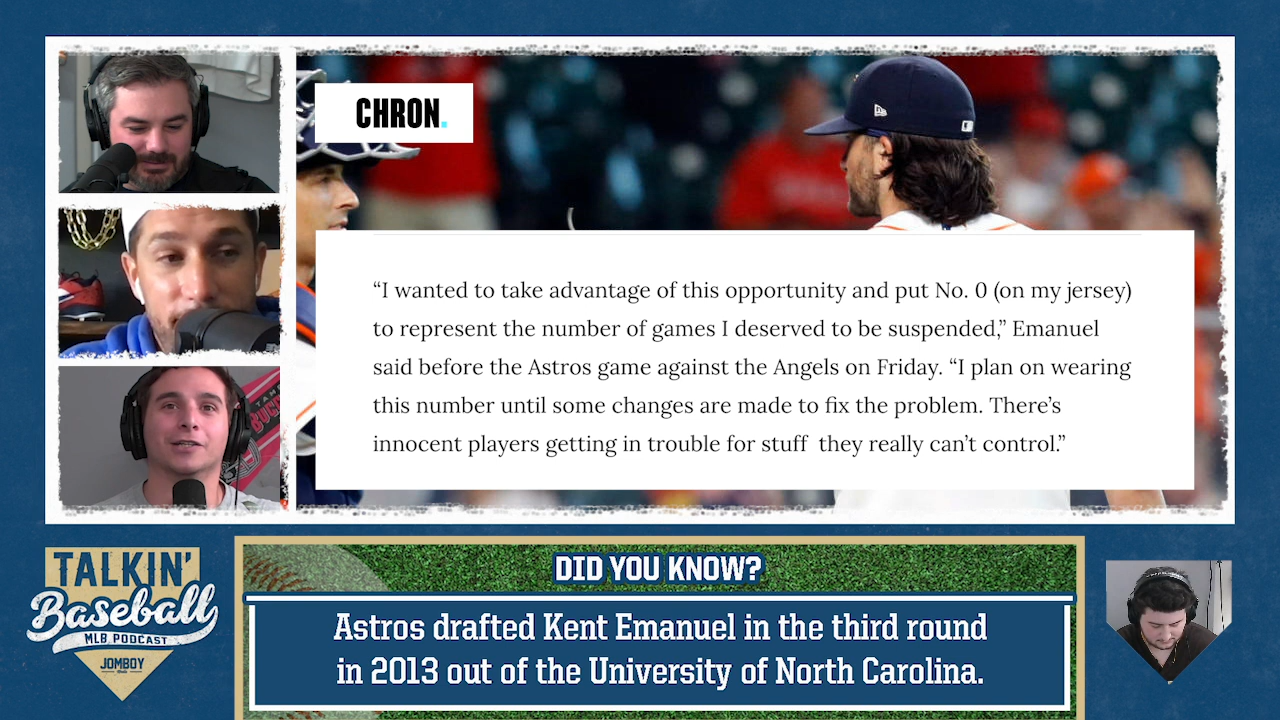 CHRON.
“I wanted to take advantage of this opportunity and put No. 0 (on my jersey)
to represent the number of games I deserved to be suspended,” Emanuel
said before the Astros game against the Angels on Friday. “I plan on wearing
this number until some changes are made to fix the problem. There’s
innocent players getting in trouble for stuff they really can’t control.”
TALKIN’
Baseball
MLB PODCAST
JOMBOY
DID YOU KNOW?
Astros drafted Kent Emanuel in the third round
in 2013 out of the University of North Carolina.